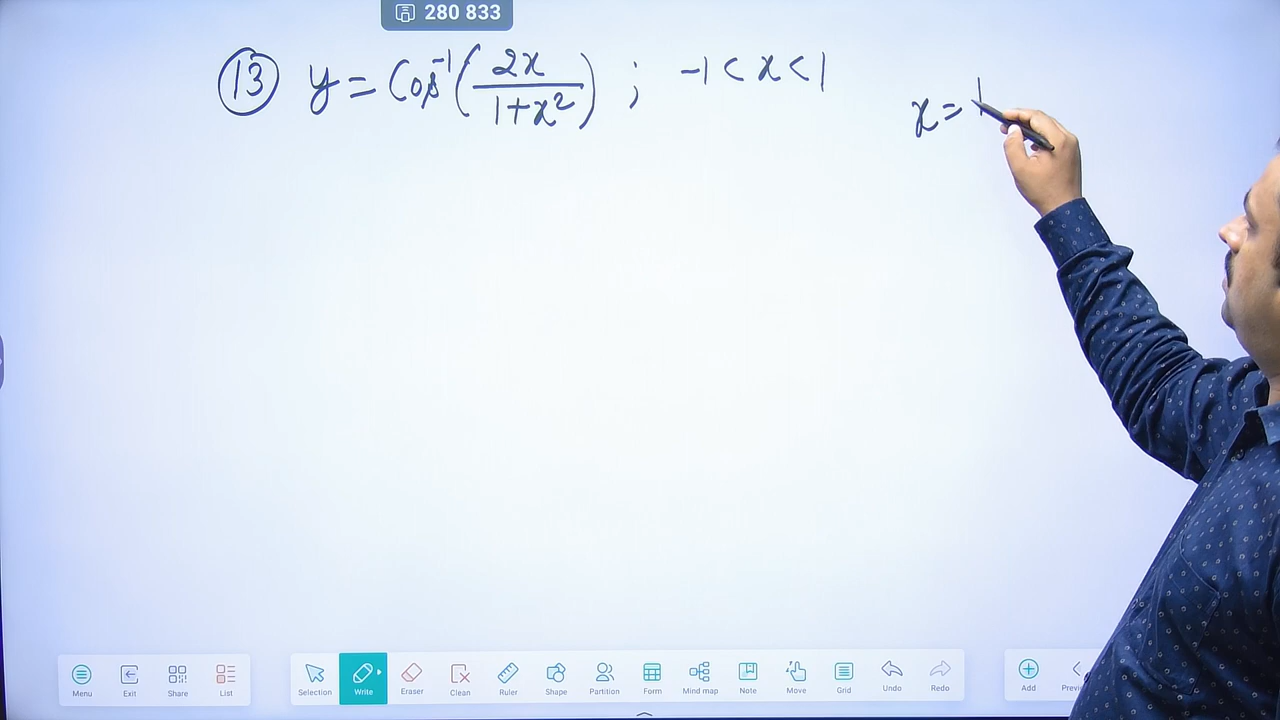 280 833
(13) y = Cos⁻¹(2x/1+x²) ; -1 < x < 1
x =
Menu Exit Share List Selection Write Eraser Clean Ruler Shape Partition Form Mind map Note Move Grid Undo Redo Add